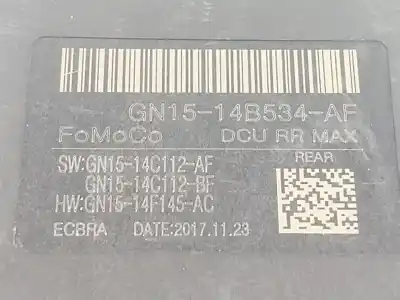 GN15-14B534-AF
FoMoCo DCU RR MAX
SW:GN15-14C112-AF REAR
GN15-14C112-BF
HW:GN15-14F145-AC
ECBRA DATE:2017.11.23